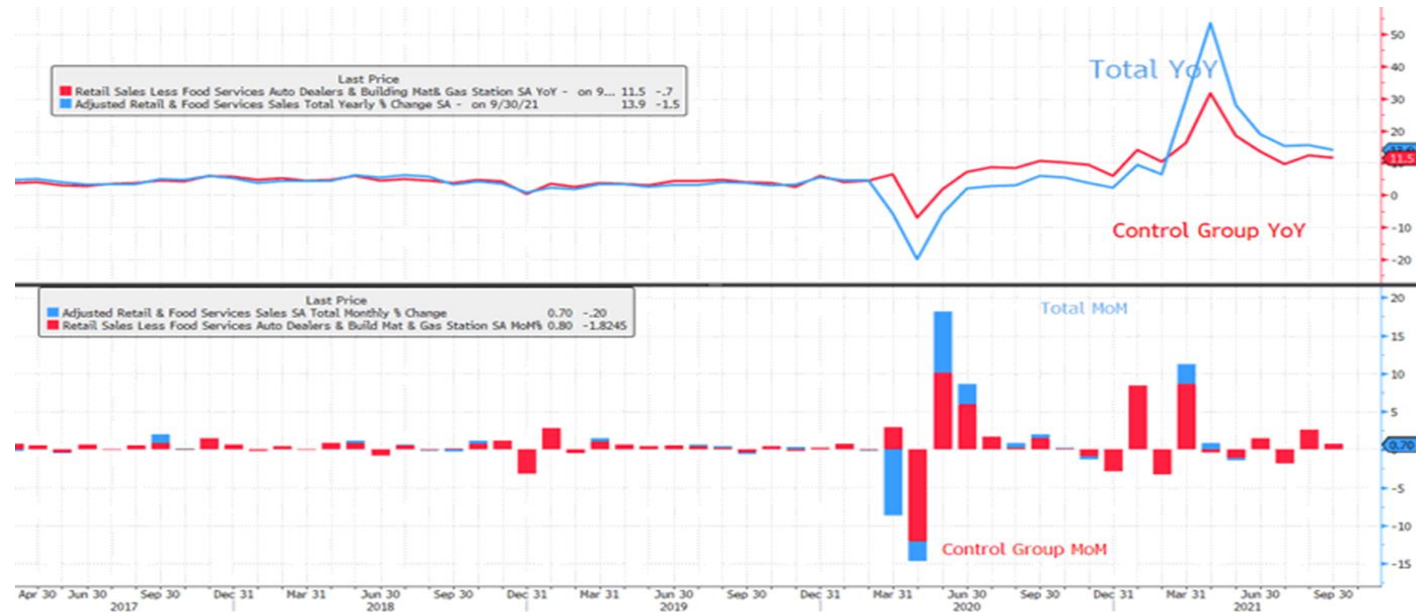 50
Total YoY
40
Last Price
Retail Sales Less Food Services Auto Dealers & Building Mat& Gas Station SA YoY - on 9... 11.5 -.7
Adjusted Retail & Food Services Sales Total Yearly % Change SA - on 9/30/21 13.9 -1.5
30
20
11.5
0
Control Group YoY
-10
-20
Last Price
Adjusted Retail & Food Services Sales SA Total Monthly % Change 0.70 -.20
Retail Sales Less Food Services Auto Dealers & Build Mat & Gas Station SA MoM% 0.80 -1.8245
Total MoM
20
15
10
5
0.70
-5
-10
Control Group MoM
-15
Apr 30 Jun 30 Sep 30 Dec 31 Mar 31 Jun 30 Sep 30 Dec 31 Mar 31 Jun 30 Sep 30 Dec 31 Mar 31 Jun 30 Sep 30 Dec 31 Mar 31 Jun 30 Sep 30
2017 2018 2019 2020 2021